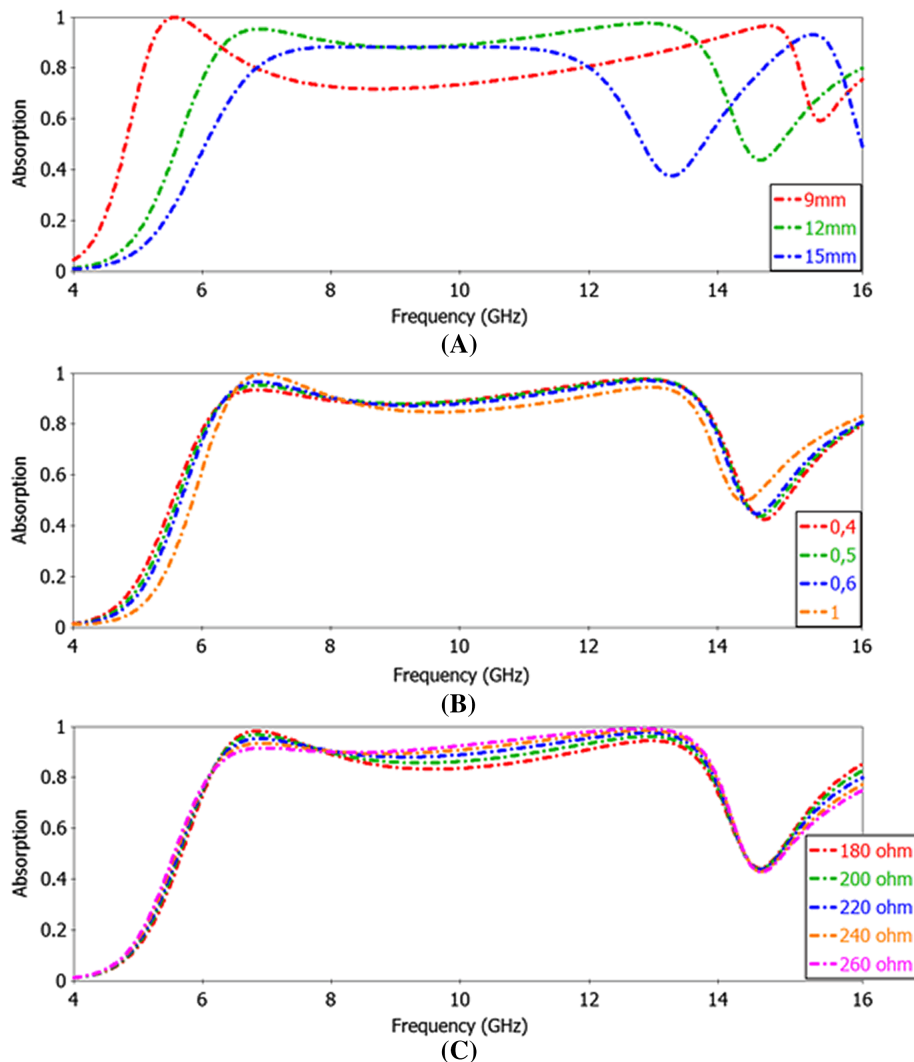 1
0.8
0.6
0.4
0.2
0
Absorption
4
6
8
10
12
14
16
Frequency (GHz)
9mm
12mm
15mm
(A)
1
0.8
0.6
0.4
0.2
0
Absorption
4
6
8
10
12
14
16
Frequency (GHz)
0,4
0,5
0,6
1
(B)
1
0.8
0.6
0.4
0.2
0
Absorption
4
6
8
10
12
14
16
Frequency (GHz)
180 ohm
200 ohm
220 ohm
240 ohm
260 ohm
(C)